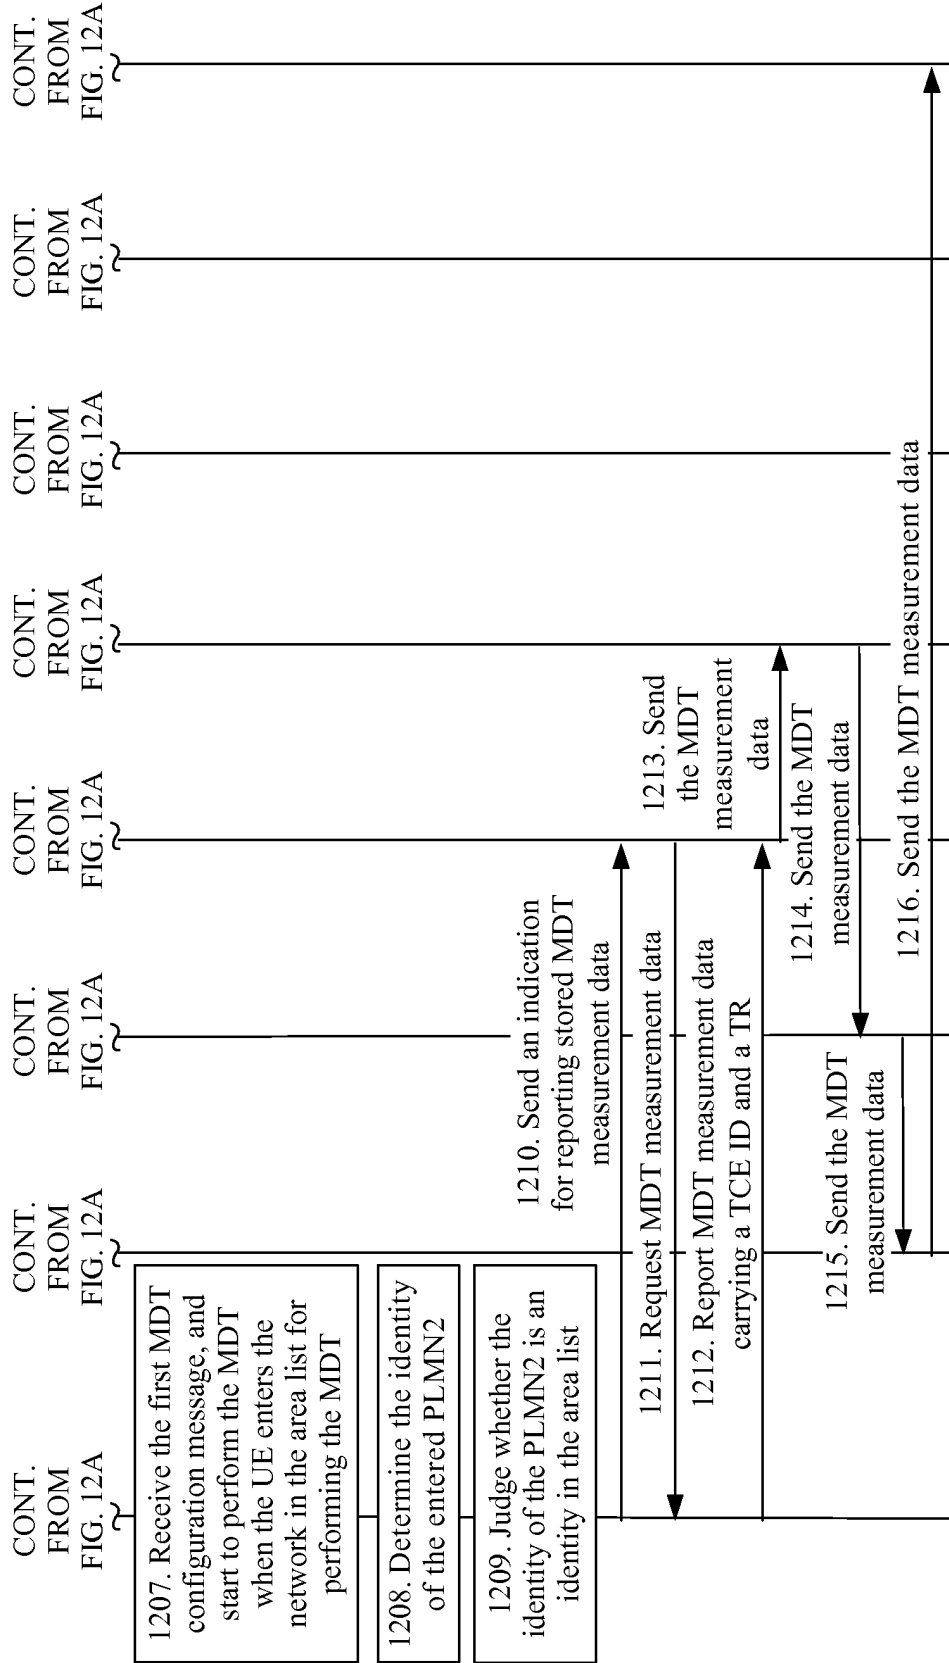 CONT.
FROM
FIG. 12A
CONT.
FROM
FIG. 12A
CONT.
FROM
FIG. 12A
CONT.
FROM
FIG. 12A
CONT.
FROM
FIG. 12A
CONT.
FROM
FIG. 12A
CONT.
FROM
FIG. 12A
CONT.
FROM
FIG. 12A
1207. Receive the first MDT
configuration message, and
start to perform the MDT
when the UE enters the
network in the area list for
performing the MDT
1208. Determine the identity
of the entered PLMN2
1209. Judge whether the
identity of the PLMN2 is an
identity in the area list
1210. Send an indication
for reporting stored MDT
measurement data
1211. Request MDT measurement data
1212. Report MDT measurement data
carrying a TCE ID and a TR
1213. Send
the MDT
measurement
data
1214. Send the MDT
measurement data
1215. Send the MDT
measurement data
1216. Send the MDT measurement data